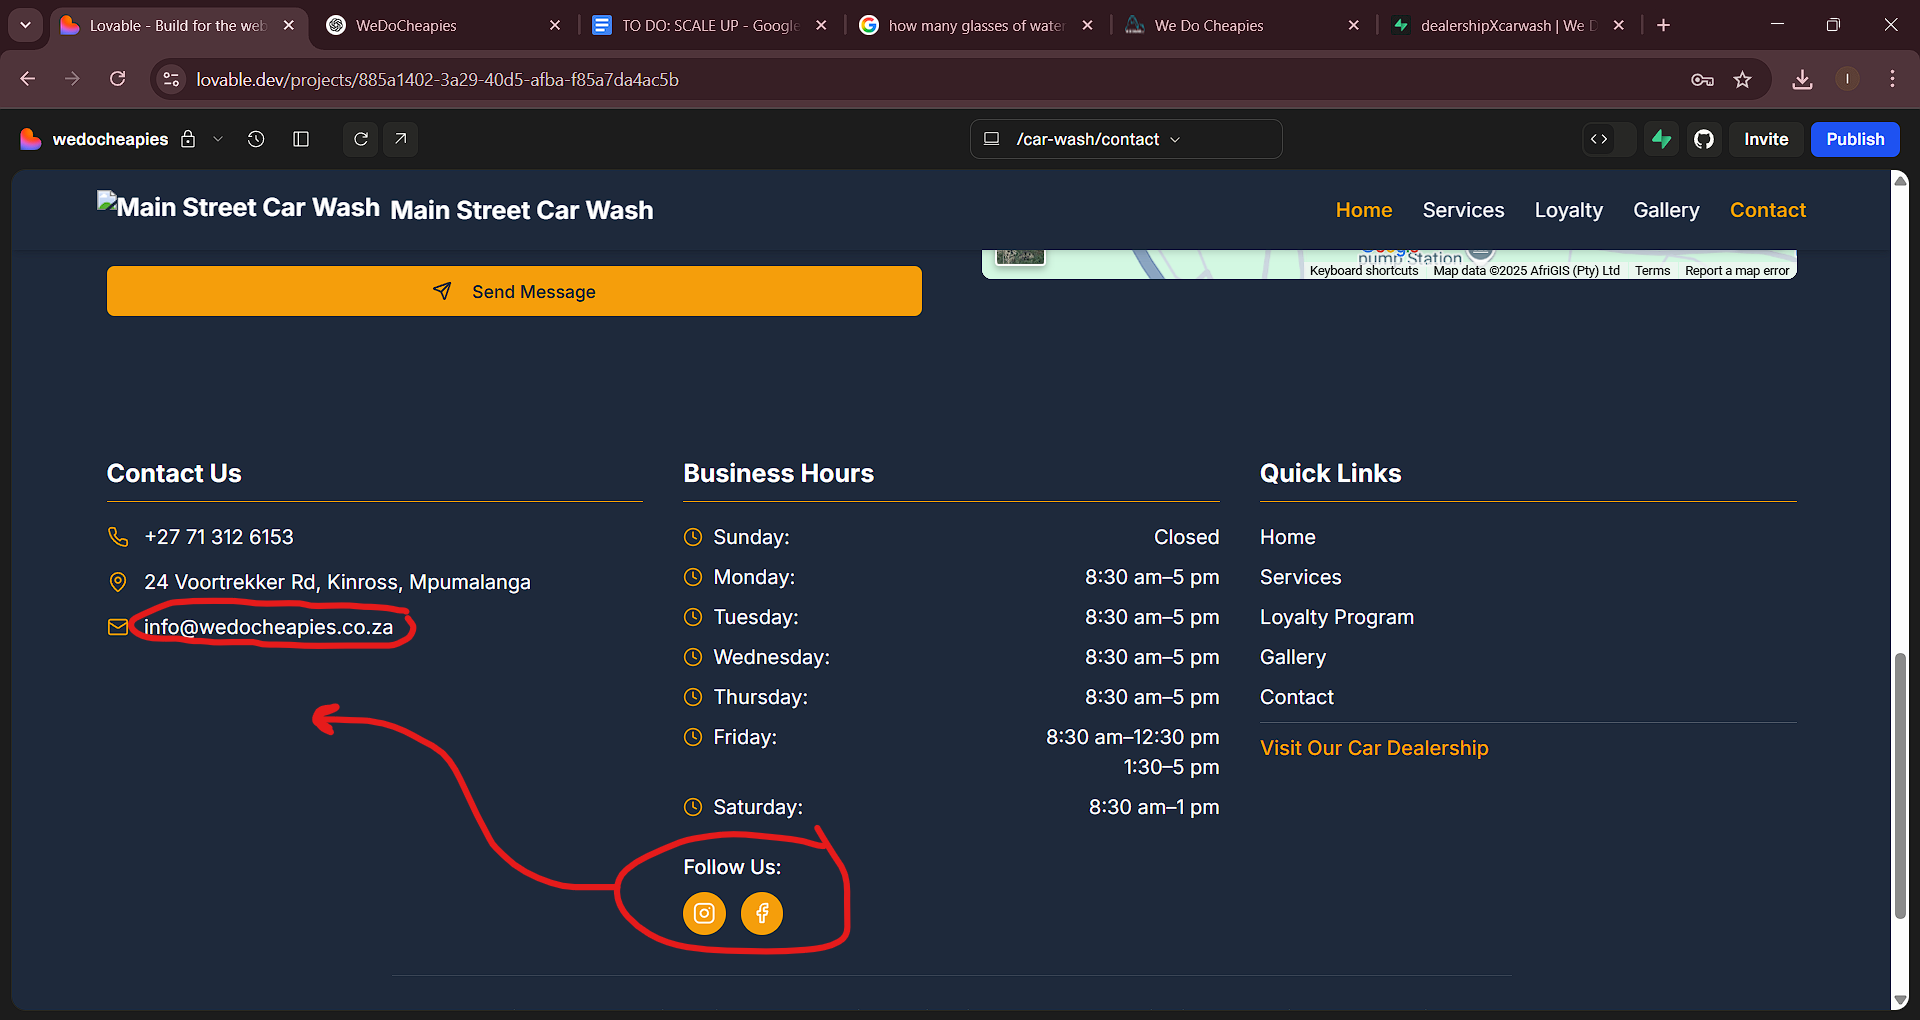 Lovable - Build for the web
WeDoCheapies
TO DO: SCALE UP - Google
how many glasses of water
We Do Cheapies
dealershipXcarwash | We D
lovable.dev/projects/885a1402-3a29-40d5-afba-f85a7da4ac5b
I
wedocheapies
/car-wash/contact
Invite
Publish
Main Street Car Wash
Main Street Car Wash
Home
Services
Loyalty
Gallery
Contact
Google
pump Station
Keyboard shortcuts
Map data ©2025 AfriGIS (Pty) Ltd
Terms
Report a map error
Send Message
Contact Us
+27 71 312 6153
24 Voortrekker Rd, Kinross, Mpumalanga
info@wedocheapies.co.za
Business Hours
Sunday: Closed
Monday: 8:30 am–5 pm
Tuesday: 8:30 am–5 pm
Wednesday: 8:30 am–5 pm
Thursday: 8:30 am–5 pm
Friday: 8:30 am–12:30 pm
1:30–5 pm
Saturday: 8:30 am–1 pm
Follow Us:
Quick Links
Home
Services
Loyalty Program
Gallery
Contact
Visit Our Car Dealership